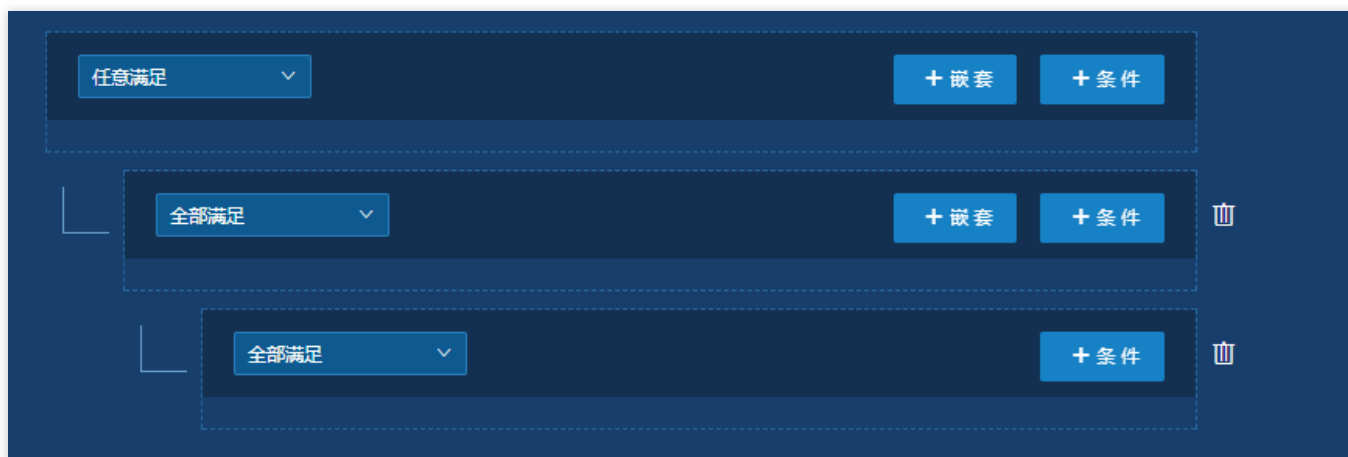 任意满足 + 嵌套 + 条件
全部满足 + 嵌套 + 条件
全部满足 + 条件